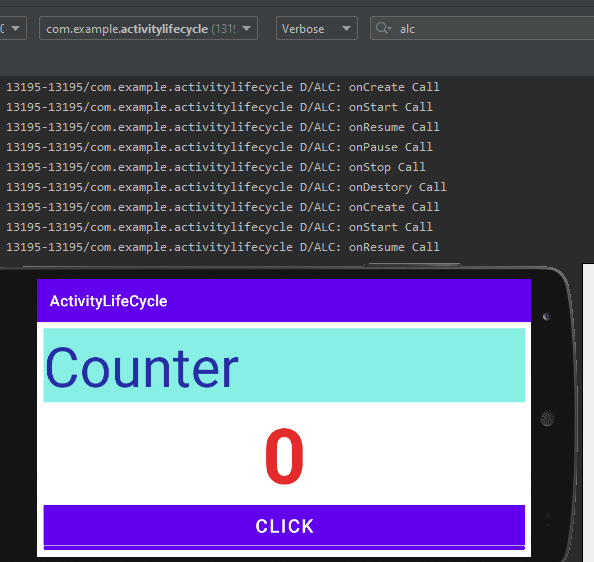 com.example.activitylifecycle (1319
Verbose
alc
13195-13195/com.example.activitylifecycle D/ALC: onCreate Call
13195-13195/com.example.activitylifecycle D/ALC: onStart Call
13195-13195/com.example.activitylifecycle D/ALC: onResume Call
13195-13195/com.example.activitylifecycle D/ALC: onPause Call
13195-13195/com.example.activitylifecycle D/ALC: onStop Call
13195-13195/com.example.activitylifecycle D/ALC: onDestory Call
13195-13195/com.example.activitylifecycle D/ALC: onCreate Call
13195-13195/com.example.activitylifecycle D/ALC: onStart Call
13195-13195/com.example.activitylifecycle D/ALC: onResume Call
ActivityLifeCycle
Counter
0
CLICK